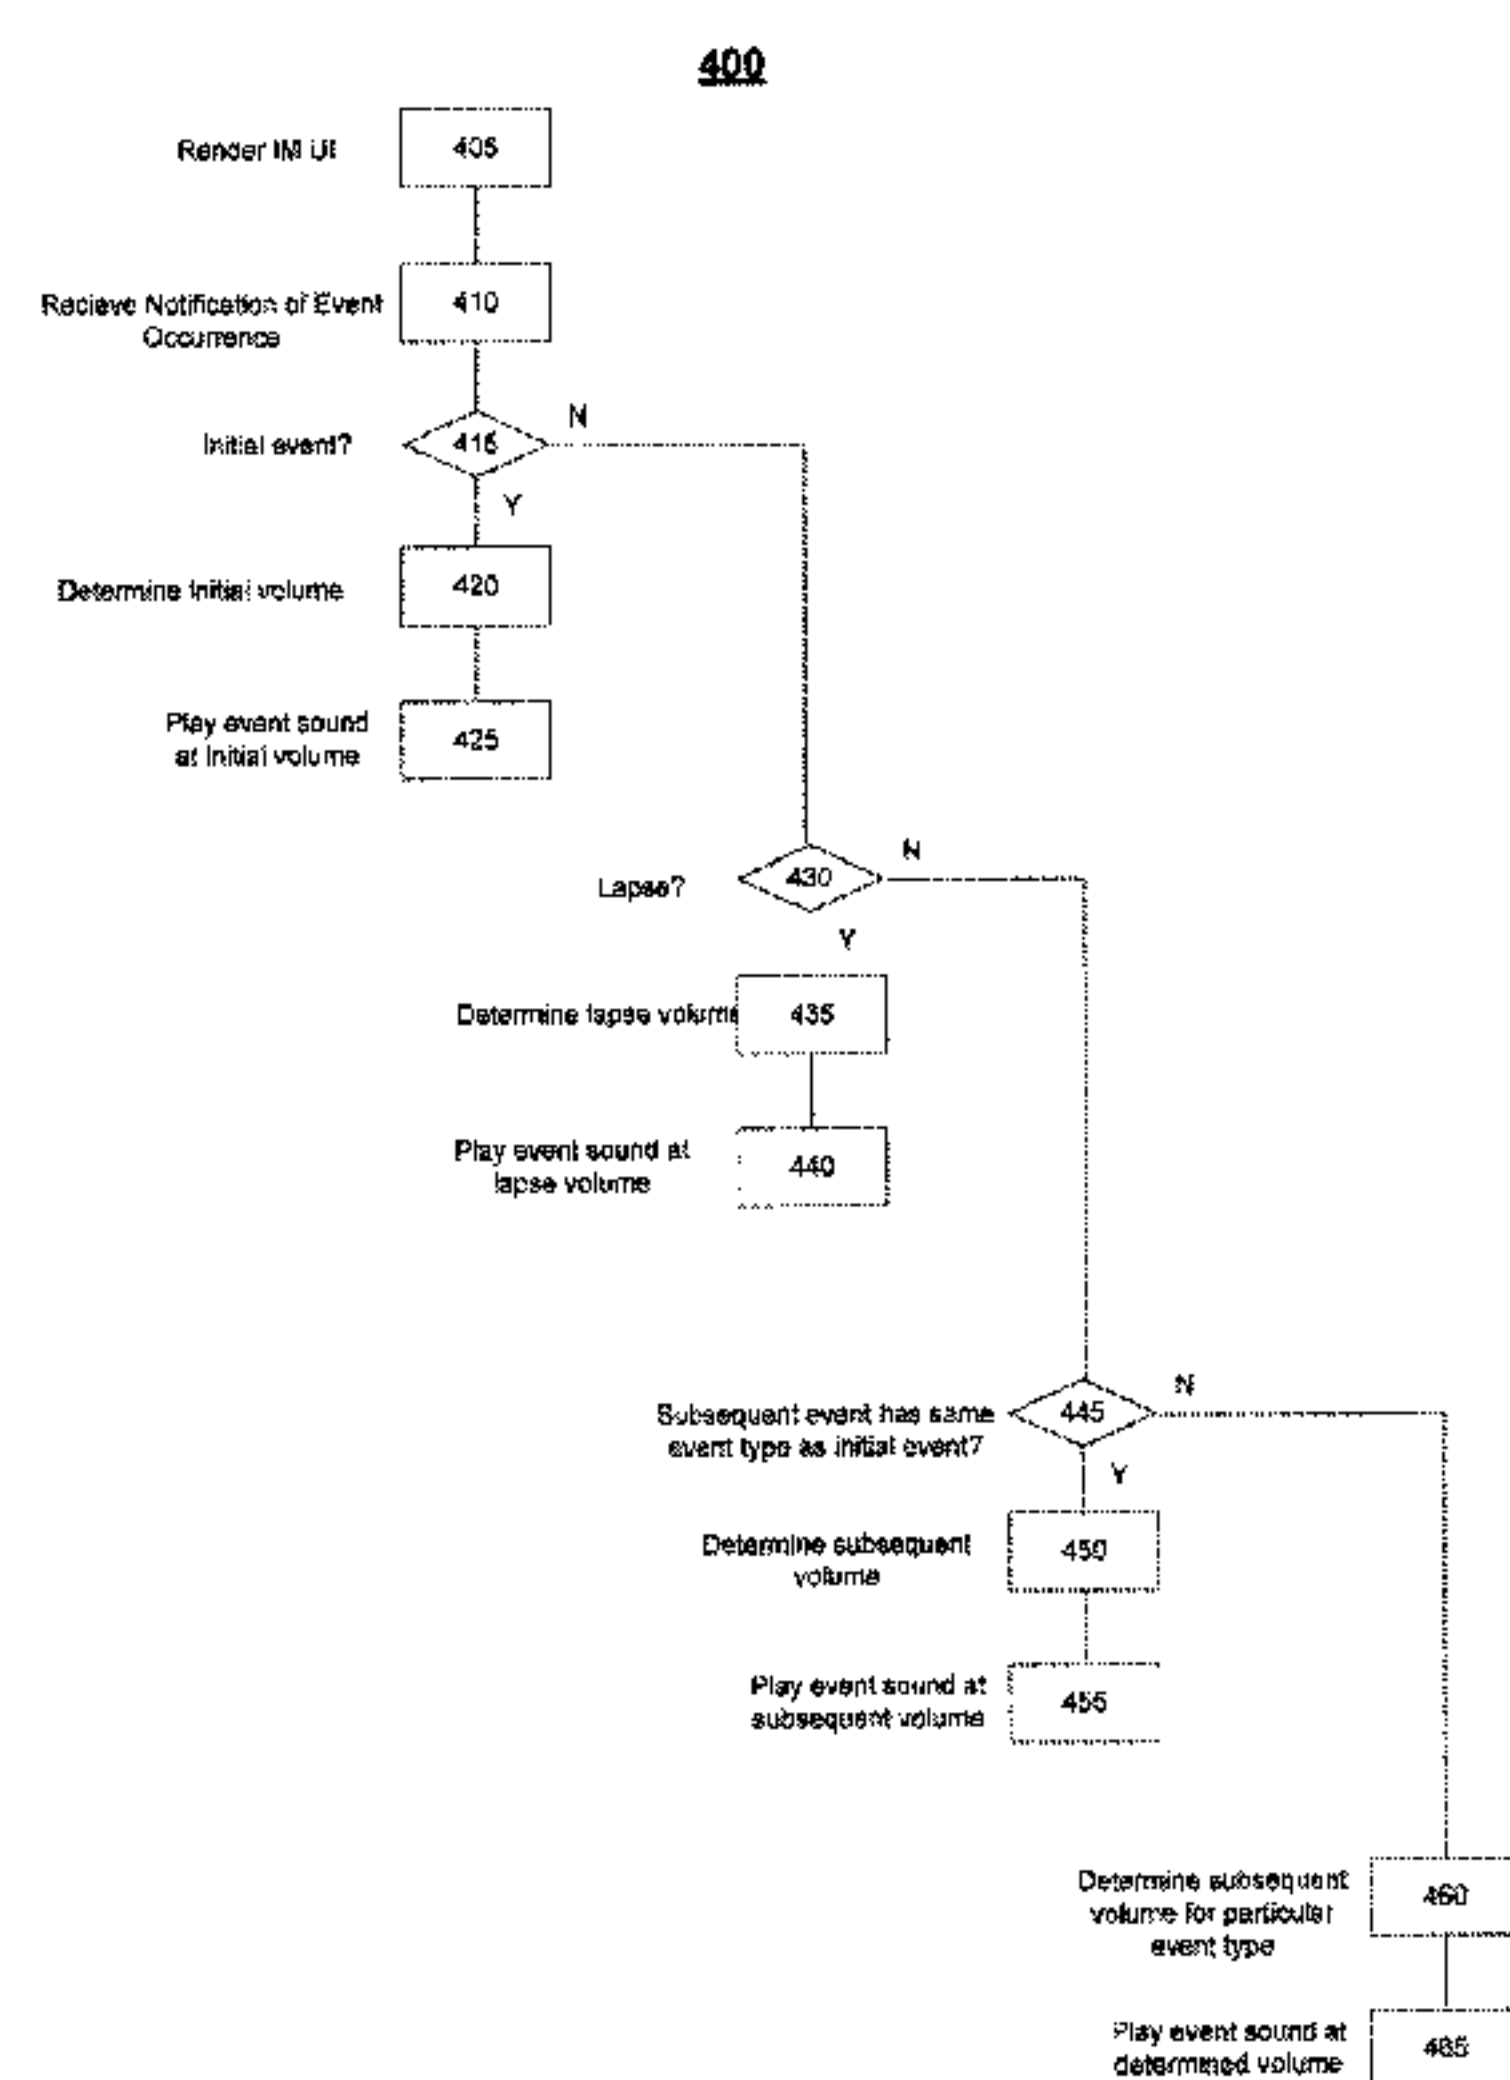 400
Render IM UI
405
Recieve Notification of Event
Occurrence
410
Initial event?
415
N
Y
Determine initial volume
420
Play event sound
at initial volume
425
Lapse?
430
N
Y
Determine lapse volume
435
Play event sound at
lapse volume
440
Subsequent event has same
event type as initial event?
445
N
Y
Determine subsequent
volume
450
Play event sound at
subsequent volume
455
Determine subsequent
volume for particular
event type
460
Play event sound at
determined volume
465